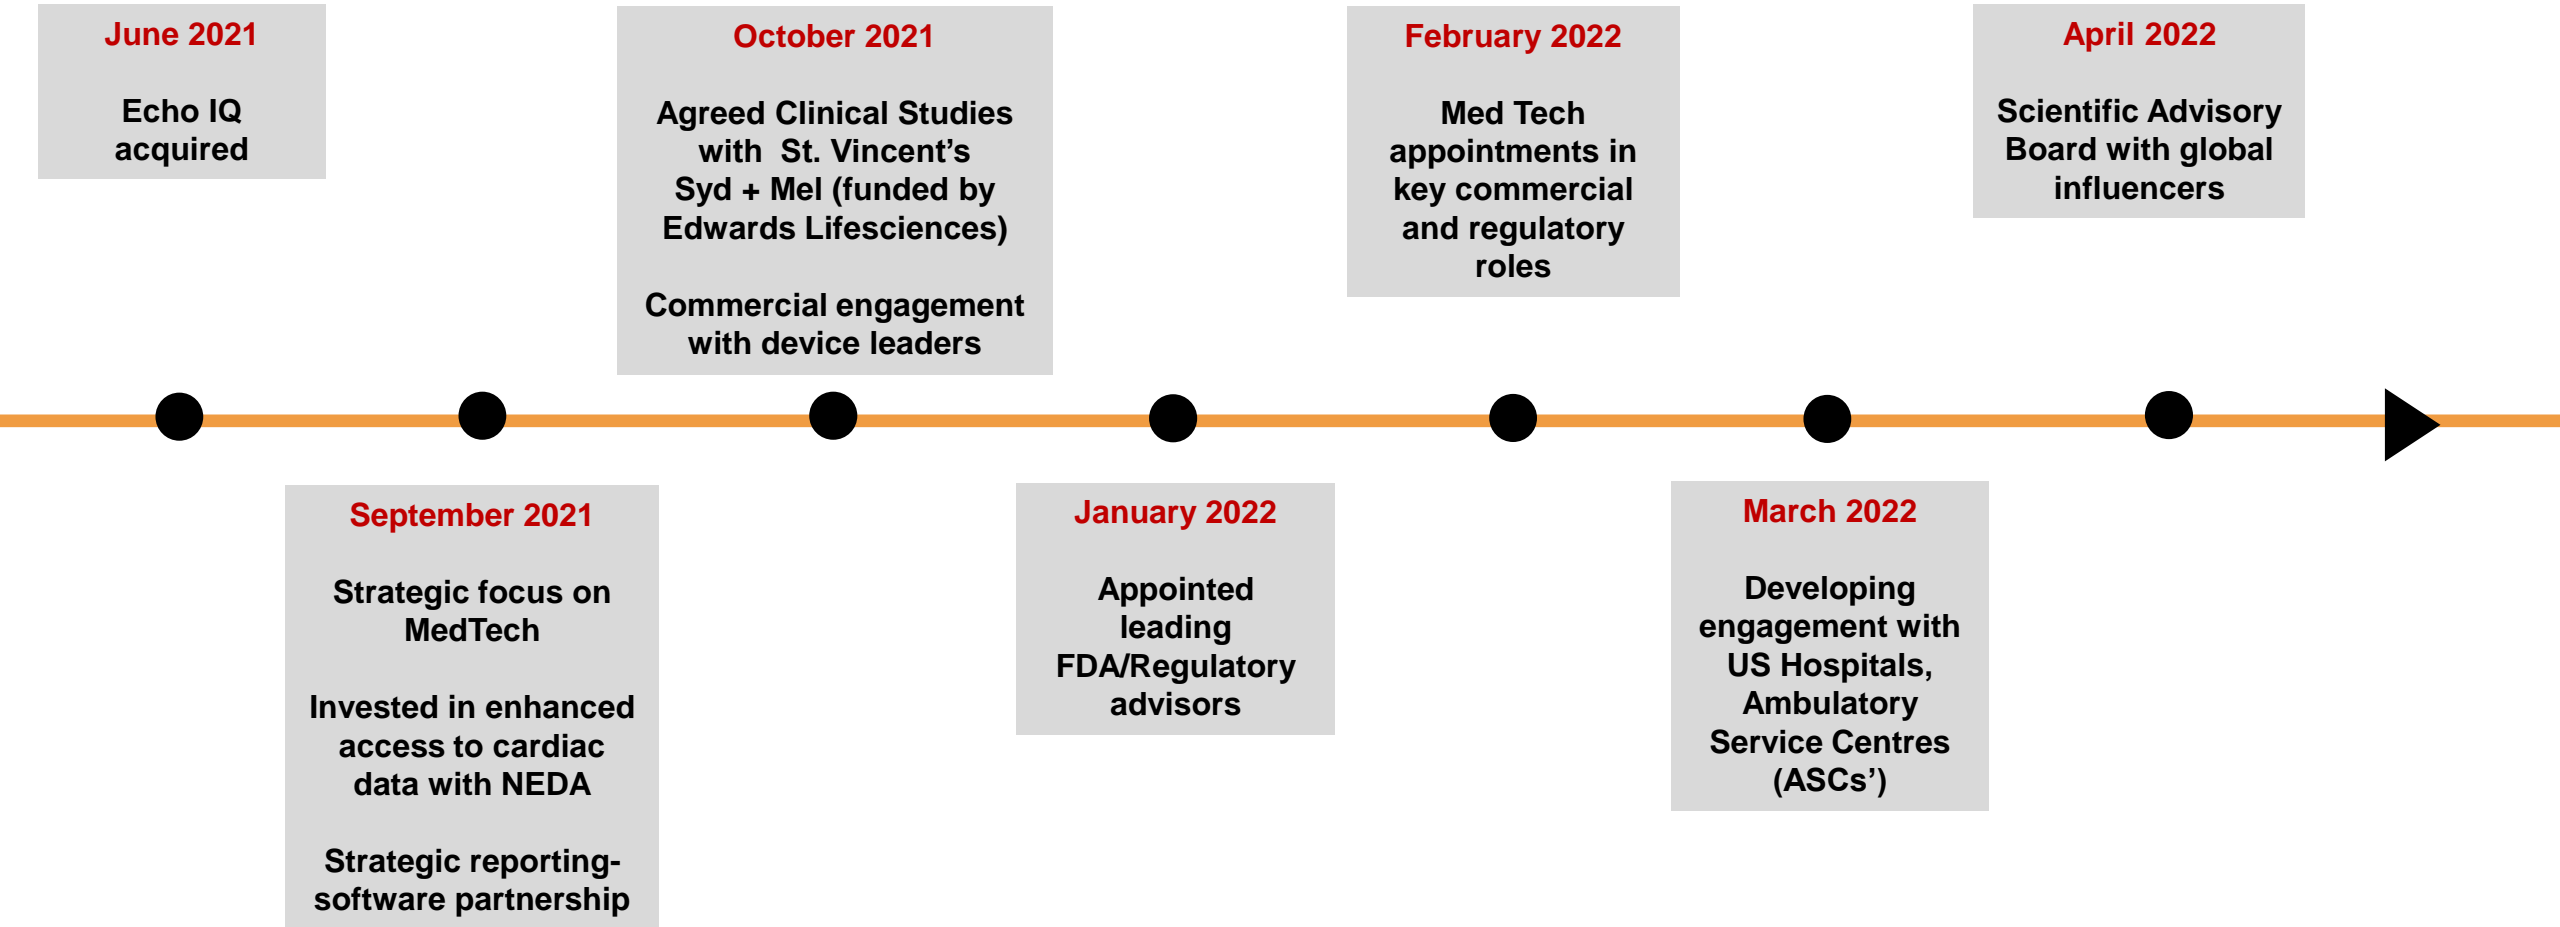 June 2021
Echo IQ
acquired
September 2021
Strategic focus on
MedTech
Invested in enhanced
access to cardiac
data with NEDA
Strategic reporting-
software partnership
October 2021
Agreed Clinical Studies
with  St. Vincent’s
Syd + Mel (funded by
Edwards Lifesciences)
Commercial engagement
with device leaders
January 2022
Appointed
leading
FDA/Regulatory
advisors
February 2022
Med Tech
appointments in
key commercial
and regulatory
roles
March 2022
Developing
engagement with
US Hospitals,
Ambulatory
Service Centres
(ASCs’)
April 2022
Scientific Advisory
Board with global
influencers